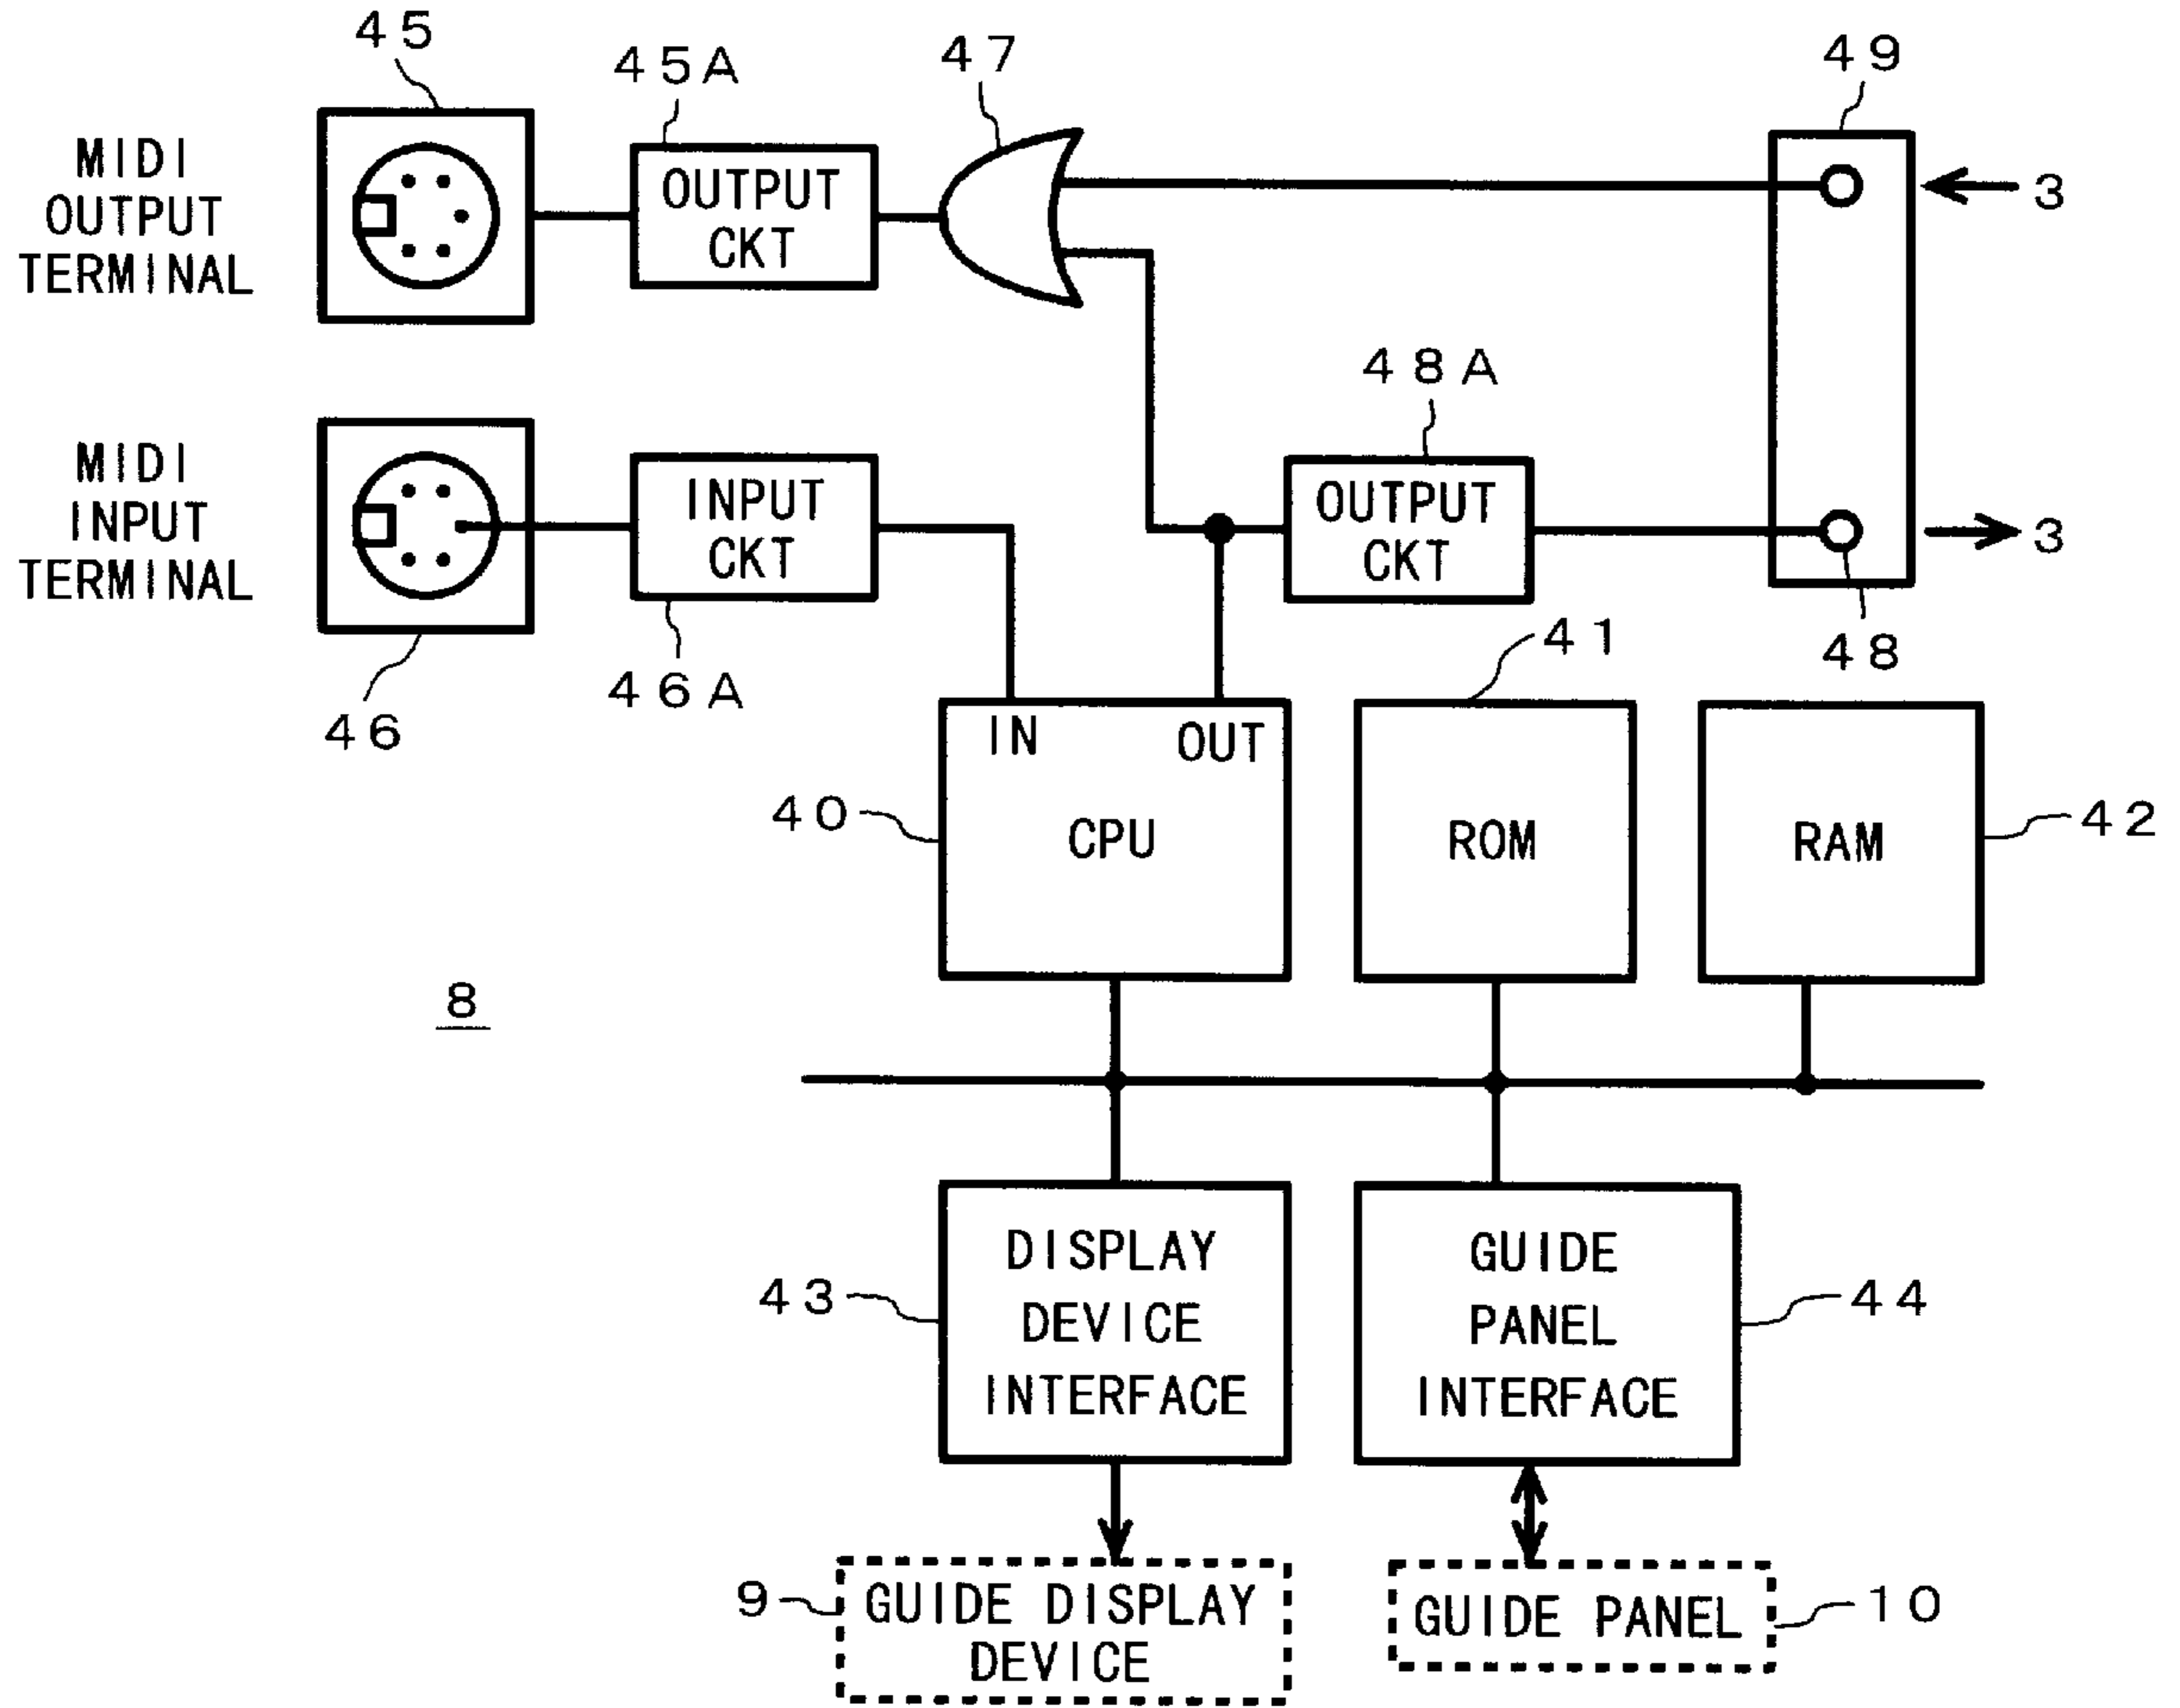 45
45A
47
49
MIDI
OUTPUT
TERMINAL
OUTPUT
CKT
3
48A
MIDI
INPUT
TERMINAL
INPUT
CKT
OUTPUT
CKT
3
46
46A
41
48
IN
OUT
40
CPU
ROM
RAM
42
8
43
DISPLAY
DEVICE
INTERFACE
GUIDE
PANEL
INTERFACE
44
9
GUIDE DISPLAY
DEVICE
GUIDE PANEL
10